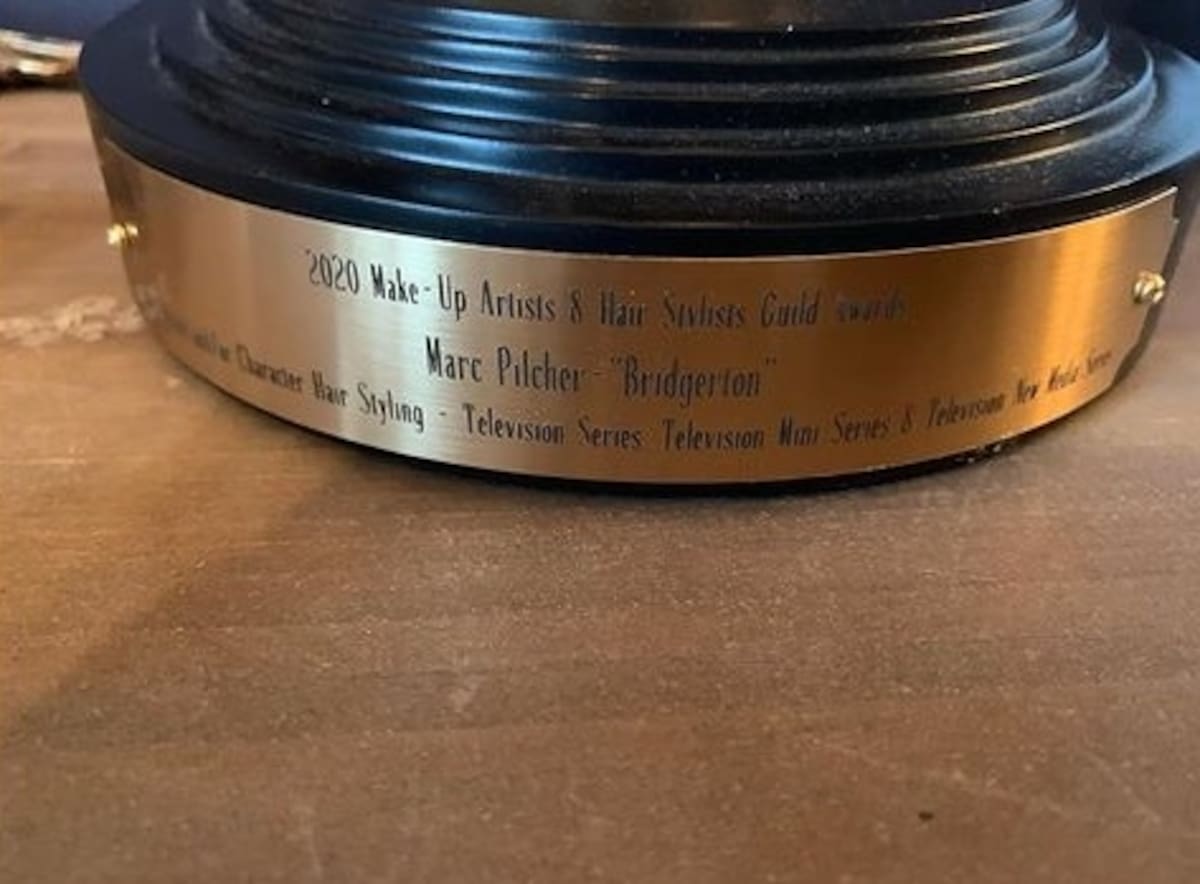 2020 Make-Up Artists & Hair Stylists Guild Awards
Marc Pilcher - "Bridgerton"
Character Hair Styling - Television Series Television Mini Series & Television New Media Series